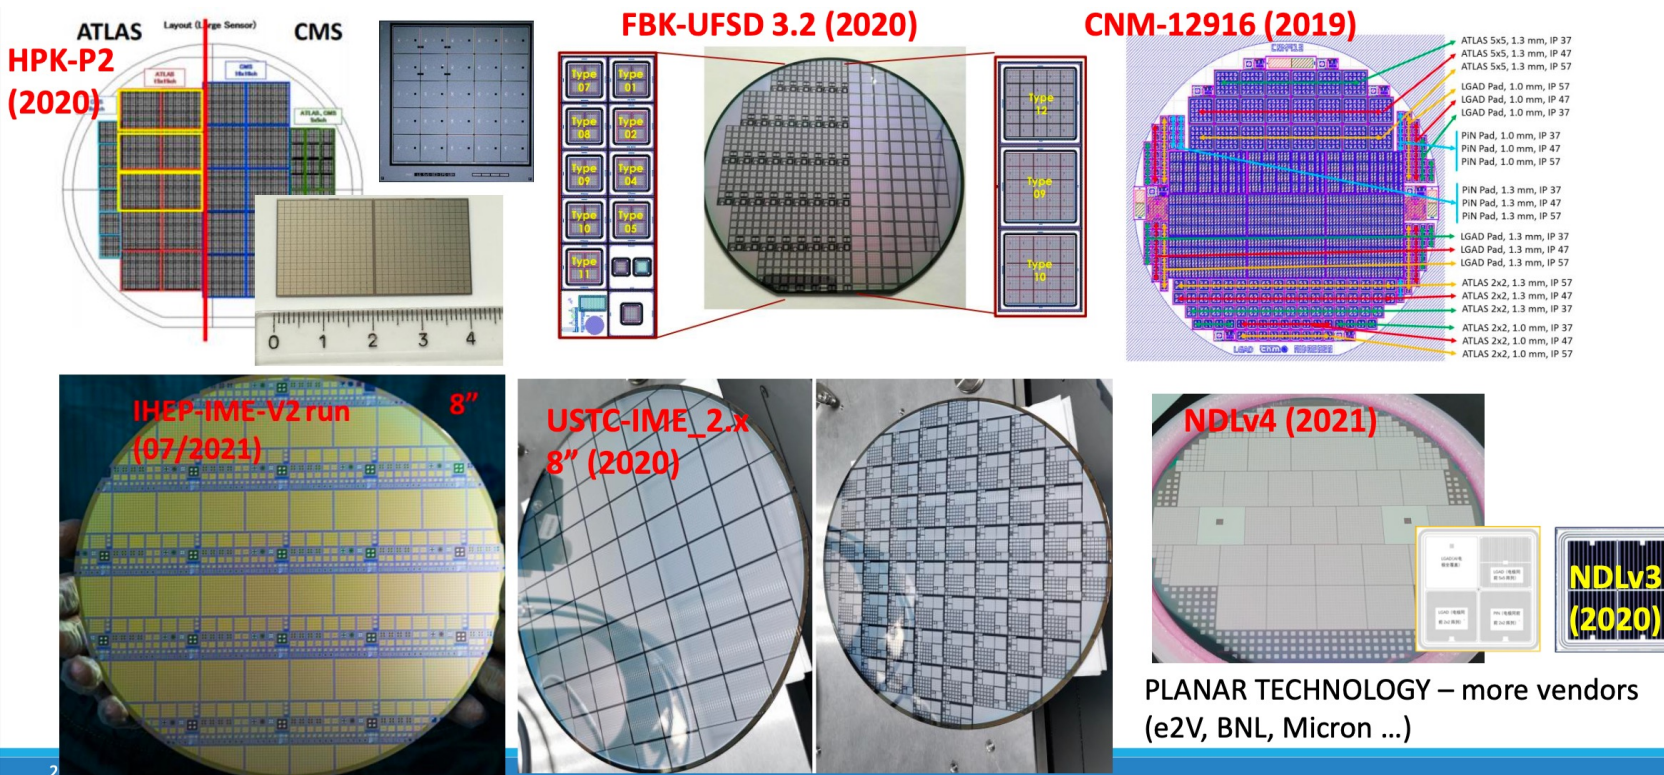 ATLAS
Layout (Large Sensor)
CMS
HPK-P2
(2020)
ATLAS
CMS
ATLAS, CMS
0 1 2 3 4
FBK-UFSD 3.2 (2020)
Type
07
Type
01
Type
08
Type
02
Type
09
Type
04
Type
10
Type
05
Type
11
Type
12
Type
09
Type
10
CNM-12916 (2019)
LGAD
ATLAS 5x5, 1.3 mm, IP 37
ATLAS 5x5, 1.3 mm, IP 47
ATLAS 5x5, 1.3 mm, IP 57
LGAD Pad, 1.0 mm, IP 57
LGAD Pad, 1.0 mm, IP 47
LGAD Pad, 1.0 mm, IP 37
PiN Pad, 1.0 mm, IP 37
PiN Pad, 1.0 mm, IP 47
PiN Pad, 1.0 mm, IP 57
PiN Pad, 1.3 mm, IP 37
PiN Pad, 1.3 mm, IP 47
PiN Pad, 1.3 mm, IP 57
LGAD Pad, 1.3 mm, IP 37
LGAD Pad, 1.3 mm, IP 47
LGAD Pad, 1.3 mm, IP 57
ATLAS 2x2, 1.3 mm, IP 57
ATLAS 2x2, 1.3 mm, IP 47
ATLAS 2x2, 1.3 mm, IP 37
ATLAS 2x2, 1.0 mm, IP 37
ATLAS 2x2, 1.0 mm, IP 47
ATLAS 2x2, 1.0 mm, IP 57
IHEP-IME-V2 run
(07/2021)
8”
USTC-IME_2.x
8” (2020)
NDLv4 (2021)
NDLv3
(2020)
PLANAR TECHNOLOGY – more vendors
(e2V, BNL, Micron …)
2